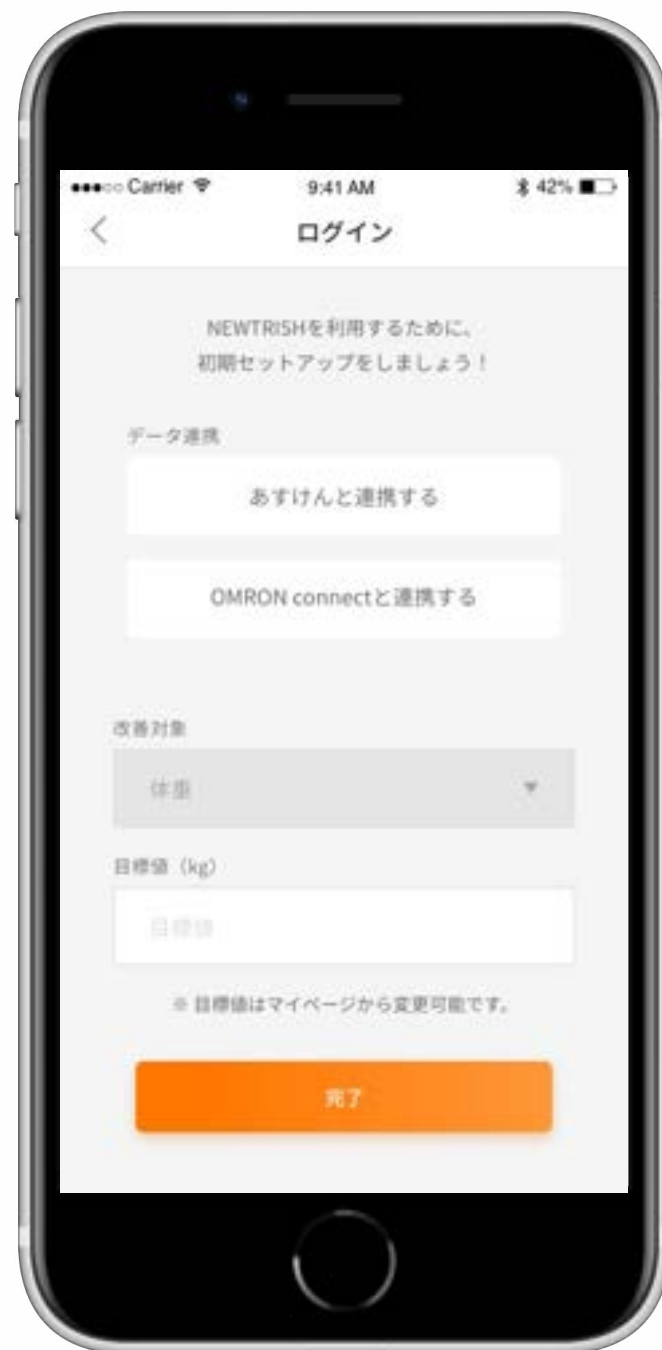 Carrier 9:41 AM 42%
ログイン
NEWTRISHを利用するために、
初期セットアップをしましょう！
データ連携
あすけんと連携する
OMRON connectと連携する
改善対象
体重
目標値（kg）
目標値
※ 目標値はマイページから変更可能です。
完了